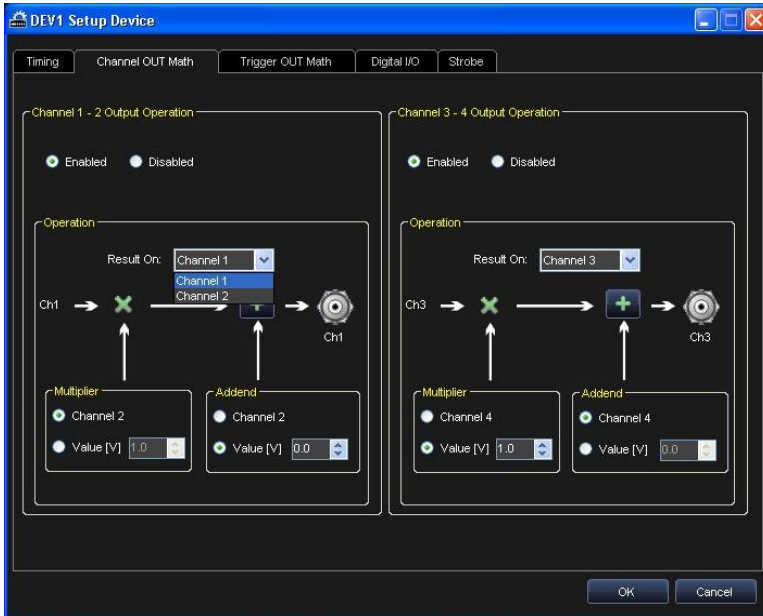 DEV1 Setup Device
Timing
Channel OUT Math
Trigger OUT Math
Digital I/O
Strobe
Channel 1 - 2 Output Operation
Enabled
Disabled
Operation
Result On:
Channel 1
Channel 1
Channel 2
Ch1
Ch1
Multiplier
Channel 2
Value [V]
1.0
Addend
Channel 2
Value [V]
0.0
Channel 3 - 4 Output Operation
Enabled
Disabled
Operation
Result On:
Channel 3
Ch3
Ch3
Multiplier
Channel 4
Value [V]
1.0
Addend
Channel 4
Value [V]
0.0
OK
Cancel